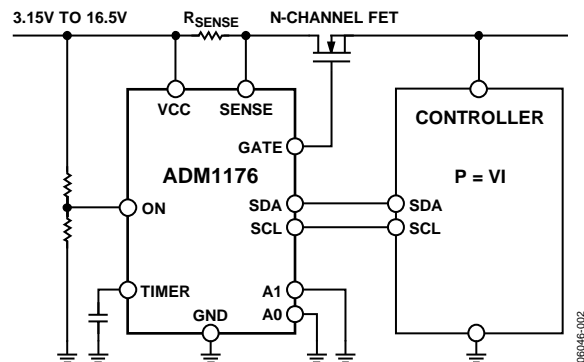 3.15V TO 16.5V
RSENSE
N-CHANNEL FET
VCC
SENSE
CONTROLLER
GATE
ADM1176
P = VI
ON
SDA
SDA
SCL
SCL
TIMER
A1
GND
A0
06046-002